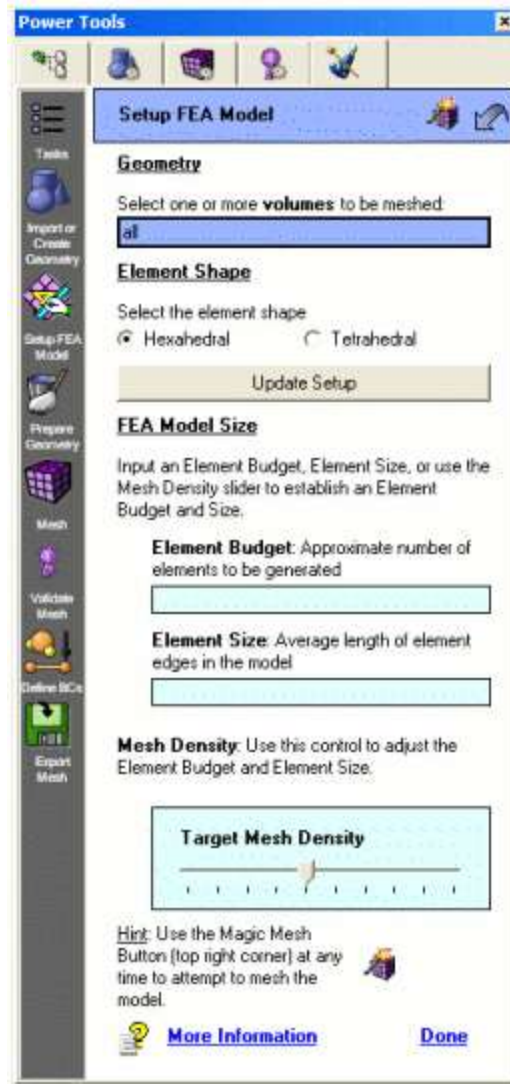 Power Tools
Setup FEA Model
Tasks
Import or
Create
Geometry
Setup FEA
Model
Prepare
Geometry
Mesh
Validate
Mesh
Define BCs
Export
Mesh
Geometry
Select one or more volumes to be meshed:
all
Element Shape
Select the element shape
Hexahedral
Tetrahedral
Update Setup
FEA Model Size
Input an Element Budget, Element Size, or use the
Mesh Density slider to establish an Element
Budget and Size.
Element Budget: Approximate number of
elements to be generated
Element Size: Average length of element
edges in the model
Mesh Density: Use this control to adjust the
Element Budget and Element Size.
Target Mesh Density
Hint: Use the Magic Mesh
Button (top right corner) at any
time to attempt to mesh the
model.
More Information
Done